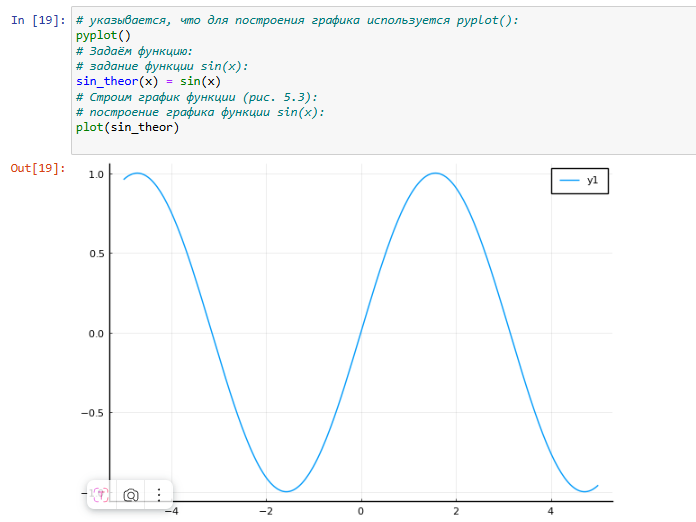 In [19]:
# указывается, что для построения графика используется pyplot():
pyplot()
# Задаём функцию:
# задание функции sin(x):
sin_theor(x) = sin(x)
# Строим график функции (рис. 5.3):
# построение графика функции sin(x):
plot(sin_theor)
Out[19]:
1.0
y1
0.5
0.0
−0.5
−4
−2
0
2
4